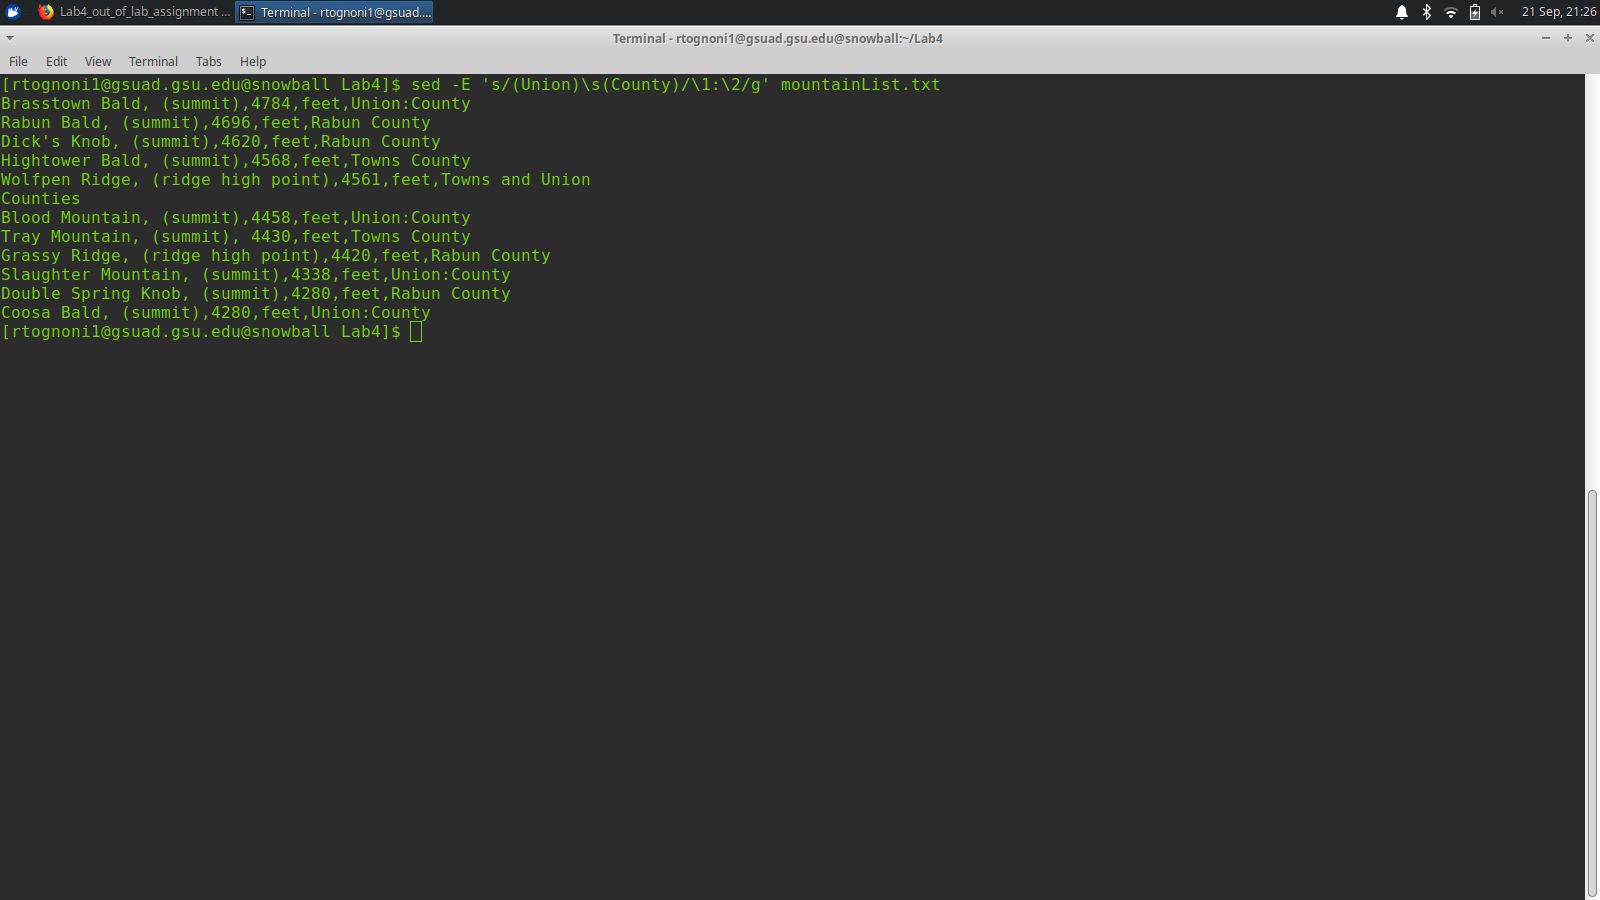 Lab4_out_of_lab_assignment ...
Terminal - rtognoni1@gsuad....
21 Sep, 21:26
Terminal - rtognoni1@gsuad.gsu.edu@snowball:~/Lab4
File Edit View Terminal Tabs Help
[rtognoni1@gsuad.gsu.edu@snowball Lab4]$ sed -E 's/(Union)\s(County)/\1:\2/g' mountainList.txt
Brasstown Bald, (summit),4784,feet,Union:County
Rabun Bald, (summit),4696,feet,Rabun County
Dick's Knob, (summit),4620,feet,Rabun County
Hightower Bald, (summit),4568,feet,Towns County
Wolfpen Ridge, (ridge high point),4561,feet,Towns and Union
Counties
Blood Mountain, (summit),4458,feet,Union:County
Tray Mountain, (summit), 4430,feet,Towns County
Grassy Ridge, (ridge high point),4420,feet,Rabun County
Slaughter Mountain, (summit),4338,feet,Union:County
Double Spring Knob, (summit),4280,feet,Rabun County
Coosa Bald, (summit),4280,feet,Union:County
[rtognoni1@gsuad.gsu.edu@snowball Lab4]$